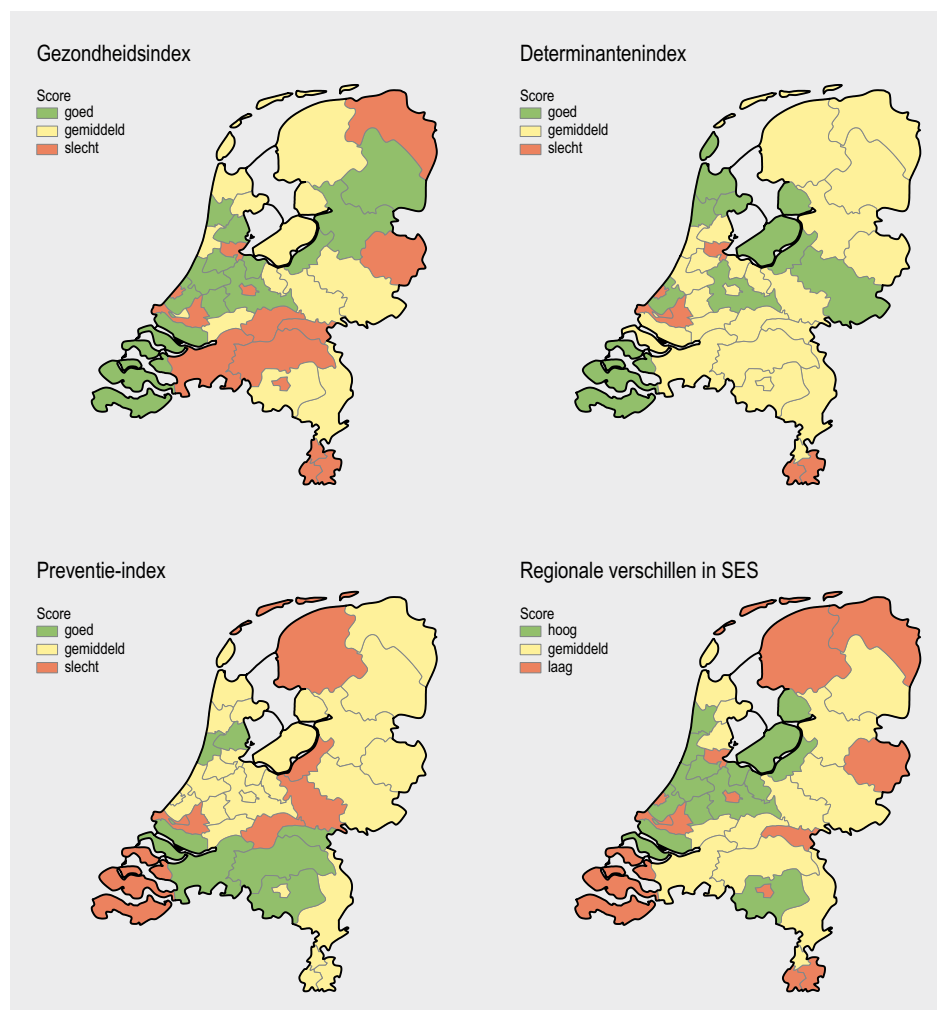 Gezondheidsindex
Score
goed
gemiddeld
slecht
Determinantenindex
Score
goed
gemiddeld
slecht
Preventie-index
Score
goed
gemiddeld
slecht
Regionale verschillen in SES
Score
hoog
gemiddeld
laag